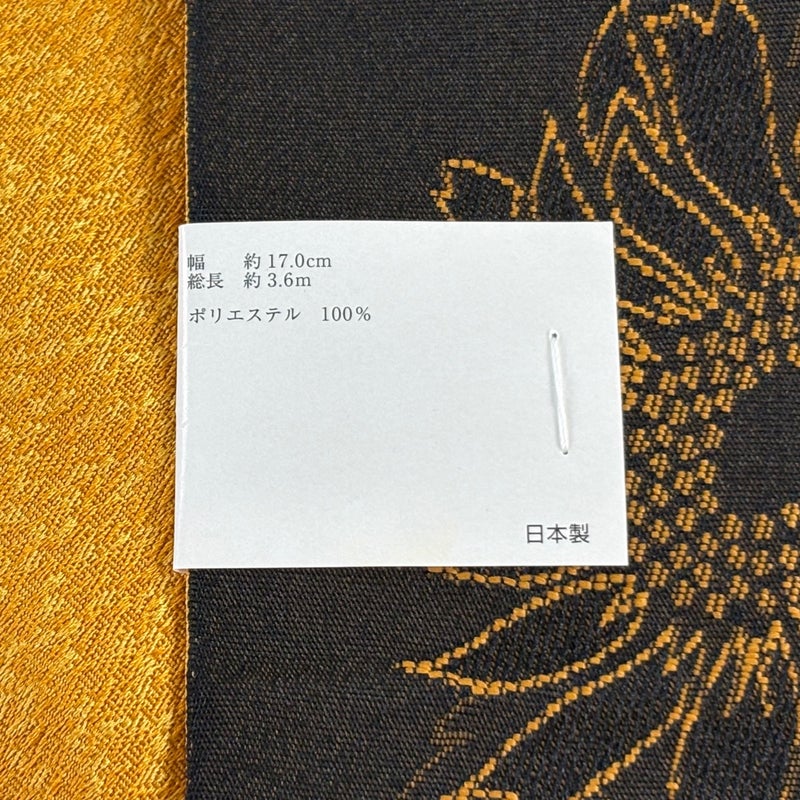 幅　　約 17.0cm
総長　約 3.6m
ポリエステル　100%
日本製